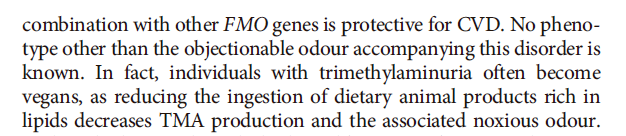 combination with other FMO genes is protective for CVD. No pheno-
type other than the objectionable odour accompanying this disorder is
known. In fact, individuals with trimethylaminuria often become
vegans, as reducing the ingestion of dietary animal products rich in
lipids decreases TMA production and the associated noxious odour.